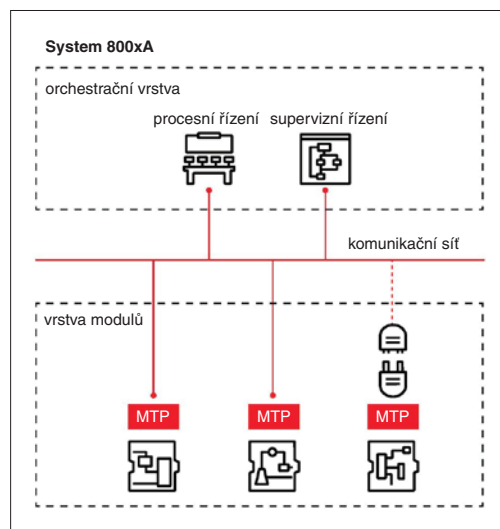 System 800xA
orchestrační vrstva
procesní řízení supervizní řízení
komunikační síť
vrstva modulů
MTP MTP MTP